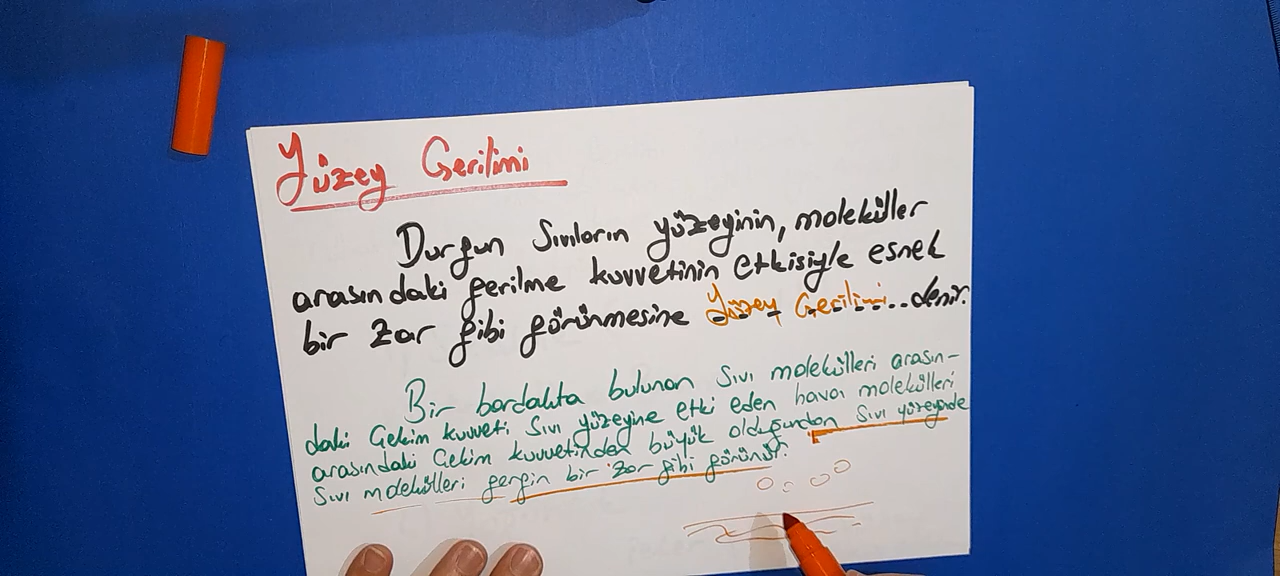 Yüzey Gerilimi
Durgun Sıvıların yüzeyinin, moleküller
arasındaki gerilme kuvvetinin etkisiyle esnek
bir zar gibi görünmesine Yüzey Gerilimi.. denir.
Bir bardakta bulunan Sıvı molekülleri arasın-
daki Çekim kuvveti Sıvı yüzeyine etki eden hava molekülleri
arasındaki Çekim kuvvetinden büyük olduğundan Sıvı yüzeyinde
Sıvı molekülleri gergin bir zar gibi görünür.